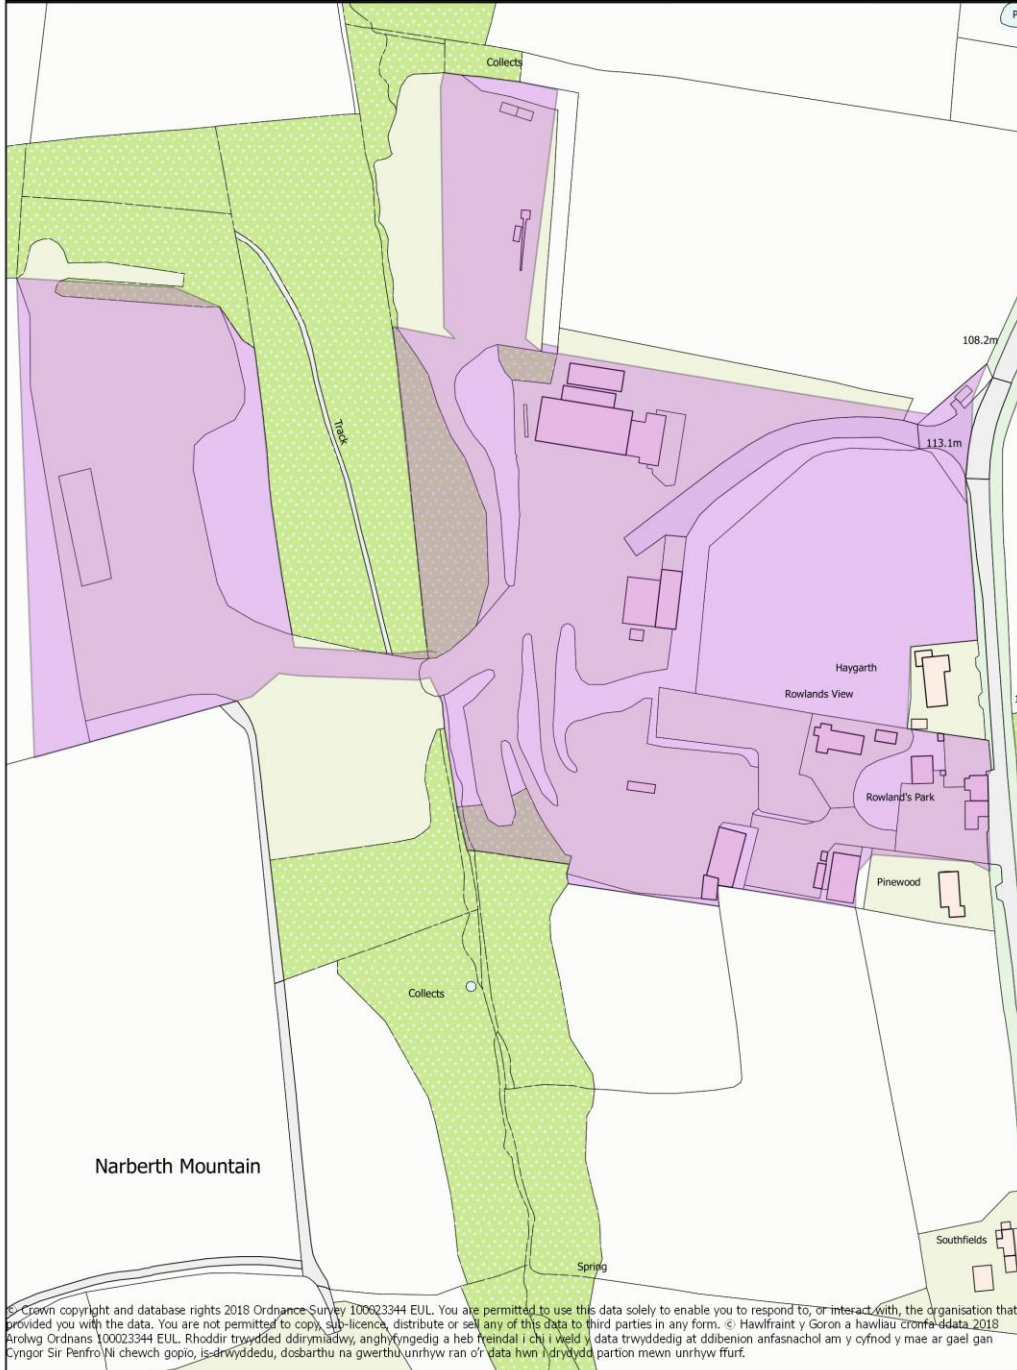 P
Collects
108.2m
Track
113.1m
Haygarth
Rowlands View
1
Rowland's Park
Pinewood
Collects
Narberth Mountain
Southfields
Spring
© Crown copyright and database rights 2018 Ordnance Survey 100023344 EUL. You are permitted to use this data solely to enable you to respond to, or interact with, the organisation that
provided you with the data. You are not permitted to copy, sub-licence, distribute or sell any of this data to third parties in any form. © Hawlfraint y Goron a hawliau cronfa ddata 2018
Arolwg Ordnans 100023344 EUL. Rhoddir trwydded ddirymiadwy, anghyfyngedig a heb freindal i chi i weld y data trwyddedig at ddibenion anfasnachol am y cyfnod y mae ar gael gan
Cyngor Sir Penfro Ni chewch gopïo, is-drwyddedu, dosbarthu na gwerthu unrhyw ran o'r data hwn i drydydd partïon mewn unrhyw ffurf.